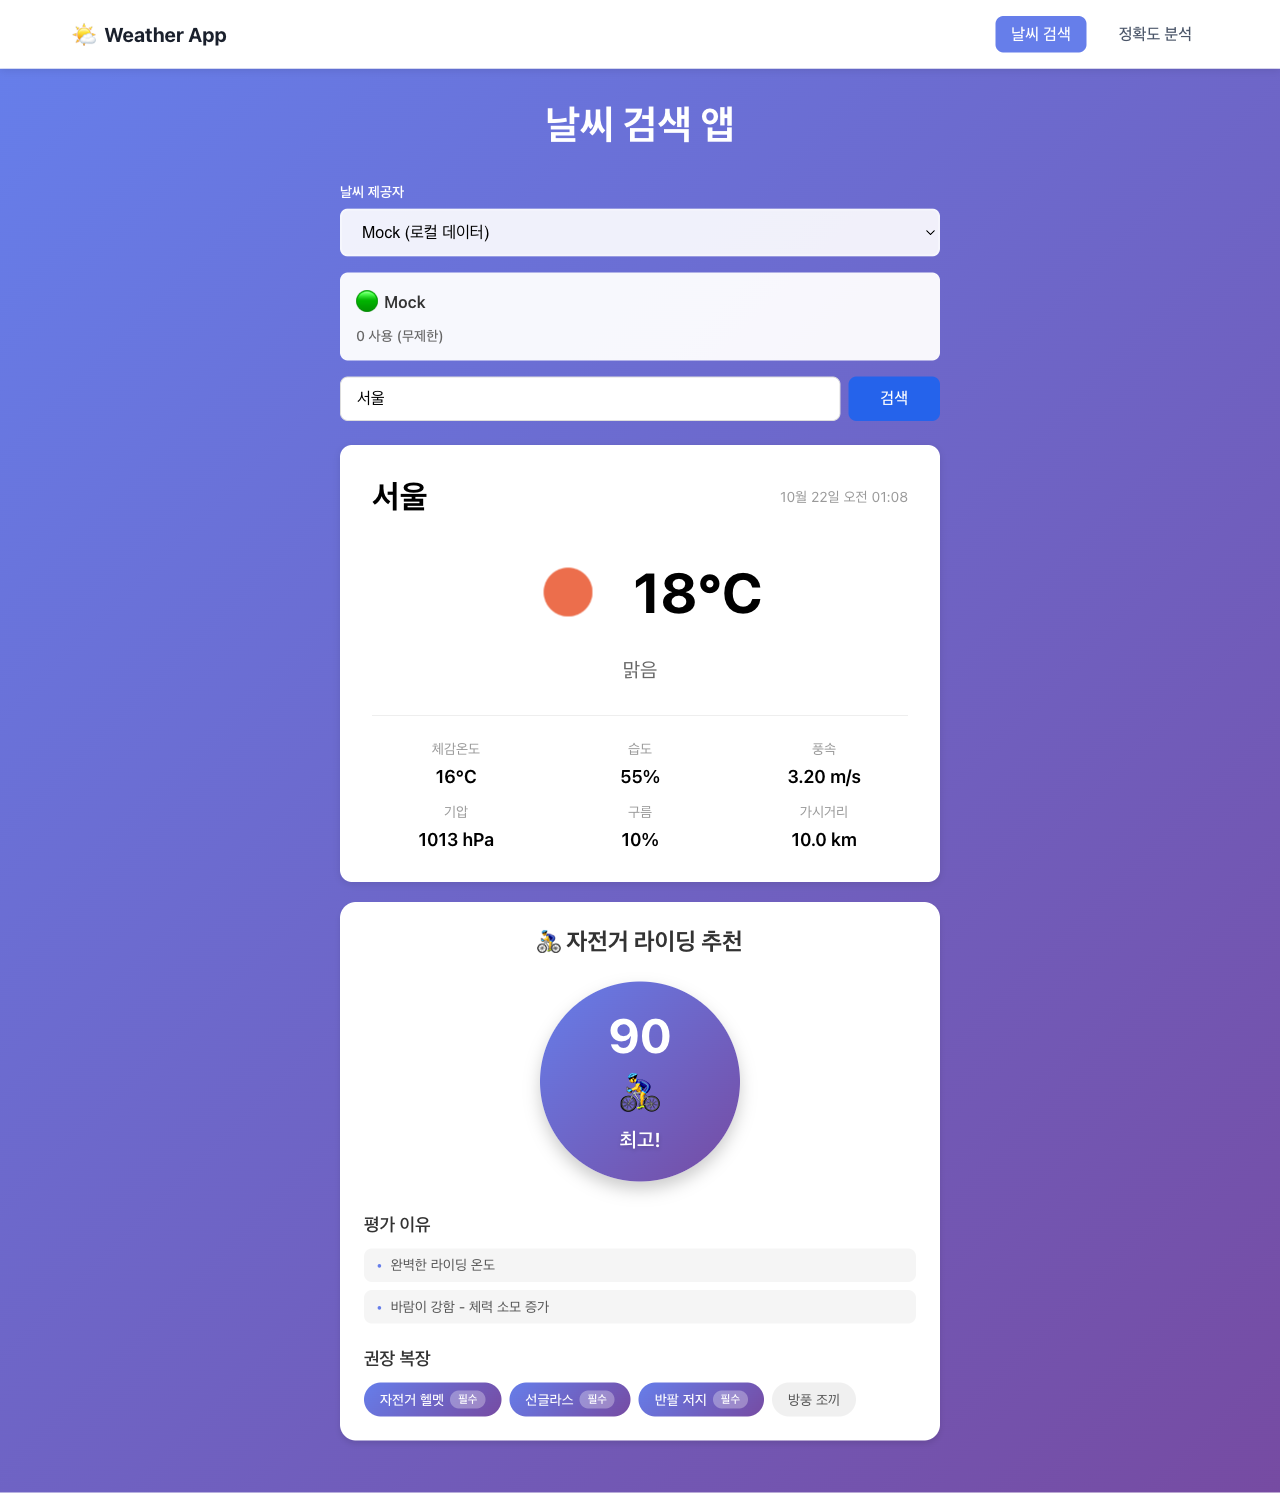 Weather App
날씨 검색
정확도 분석
날씨 검색 앱
날씨 제공자
Mock (로컬 데이터)
Mock
0 사용 (무제한)
서울
검색
서울
10월 22일 오전 01:08
18°C
맑음
체감온도 습도 풍속
16°C 55% 3.20 m/s
기압 구름 가시거리
1013 hPa 10% 10.0 km
자전거 라이딩 추천
90
최고!
평가 이유
• 완벽한 라이딩 온도
• 바람이 강함 - 체력 소모 증가
권장 복장
자전거 헬멧 필수 선글라스 필수 반팔 저지 필수 방풍 조끼